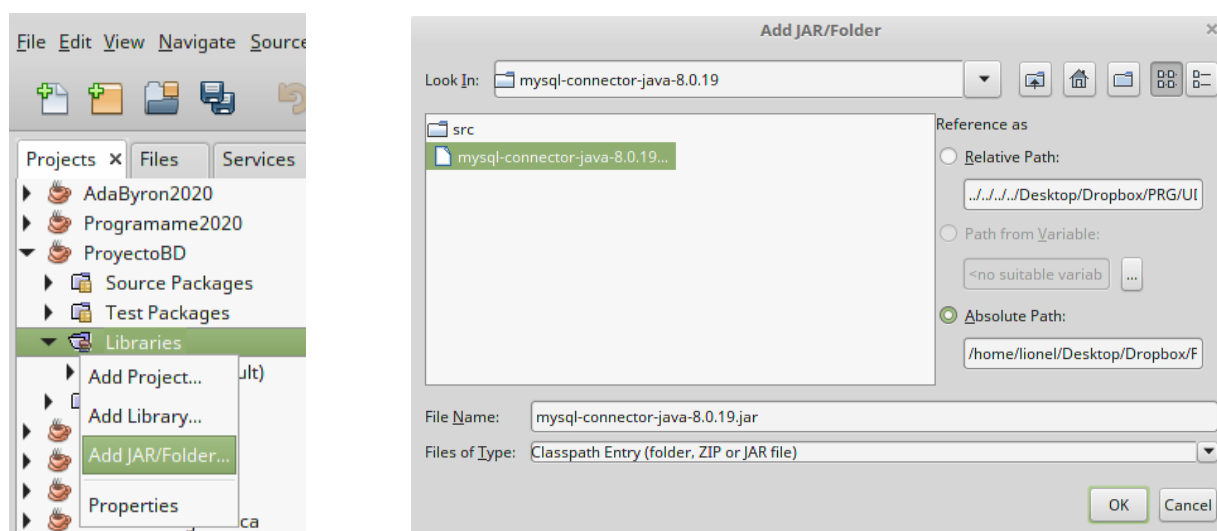 File Edit View Navigate Source
Projects
Files
Services
AdaByron2020
Programame2020
ProyectoBD
Source Packages
Test Packages
Libraries
Add Project...
ult)
Add Library...
Add JAR/Folder...
Properties
ca
Add JAR/Folder
Look In: mysql-connector-java-8.0.19
src
mysql-connector-java-8.0.19...
Reference as
Relative Path:
../../../../Desktop/Dropbox/PRG/UI
Path from Variable:
<no suitable variab
...
Absolute Path:
/home/lionel/Desktop/Dropbox/F
File Name: mysql-connector-java-8.0.19.jar
Files of Type: Classpath Entry (folder, ZIP or JAR file)
OK
Cancel